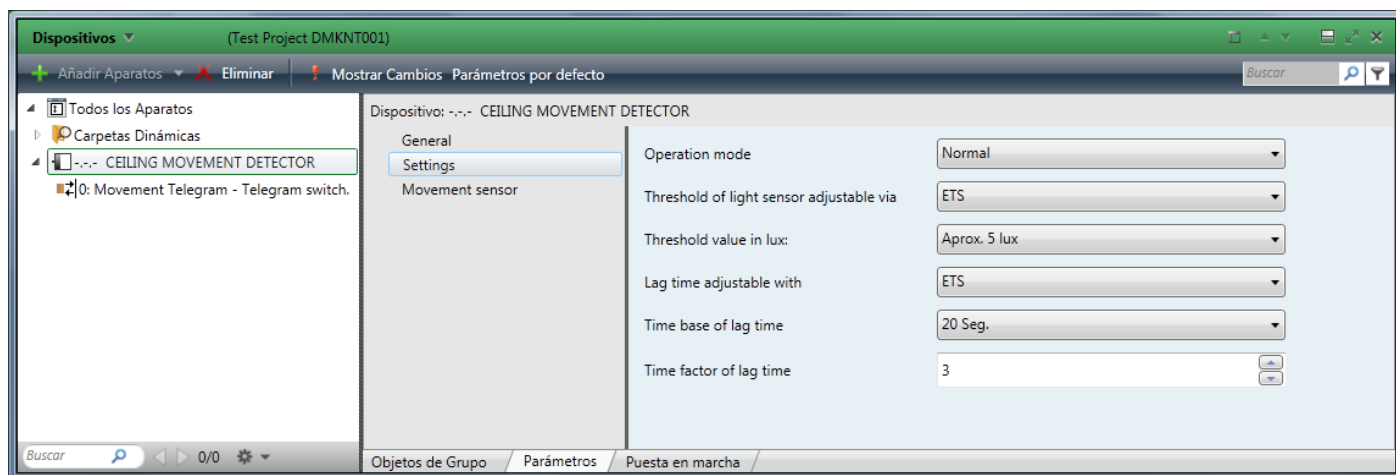 Dispositivos (Test Project DMKNT001)
Añadir Aparatos Eliminar Mostrar Cambios Parámetros por defecto Buscar
Todos los Aparatos
Carpetas Dinámicas
-.-.- CEILING MOVEMENT DETECTOR
0: Movement Telegram - Telegram switch.
Buscar 0/0
Dispositivo: -.-.- CEILING MOVEMENT DETECTOR
General
Settings
Movement sensor
Operation mode Normal
Threshold of light sensor adjustable via ETS
Threshold value in lux: Aprox. 5 lux
Lag time adjustable with ETS
Time base of lag time 20 Seg.
Time factor of lag time 3
Objetos de Grupo Parámetros Puesta en marcha